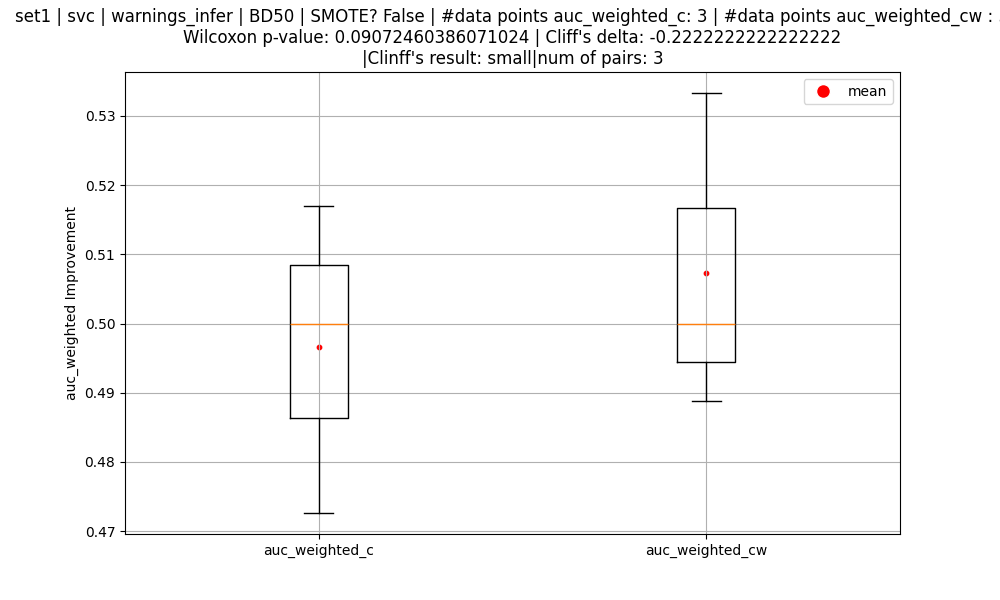 set1 | svc | warnings_infer | BD50 | SMOTE? False | #data points auc_weighted_c: 3 | #data points auc_weighted_cw :
Wilcoxon p-value: 0.09072460386071024 | Cliff's delta: -0.2222222222222222
|Clinff's result: small|num of pairs: 3
mean
0.53
0.52
0.51
0.50
0.49
0.48
0.47
auc_weighted Improvement
auc_weighted_c
auc_weighted_cw